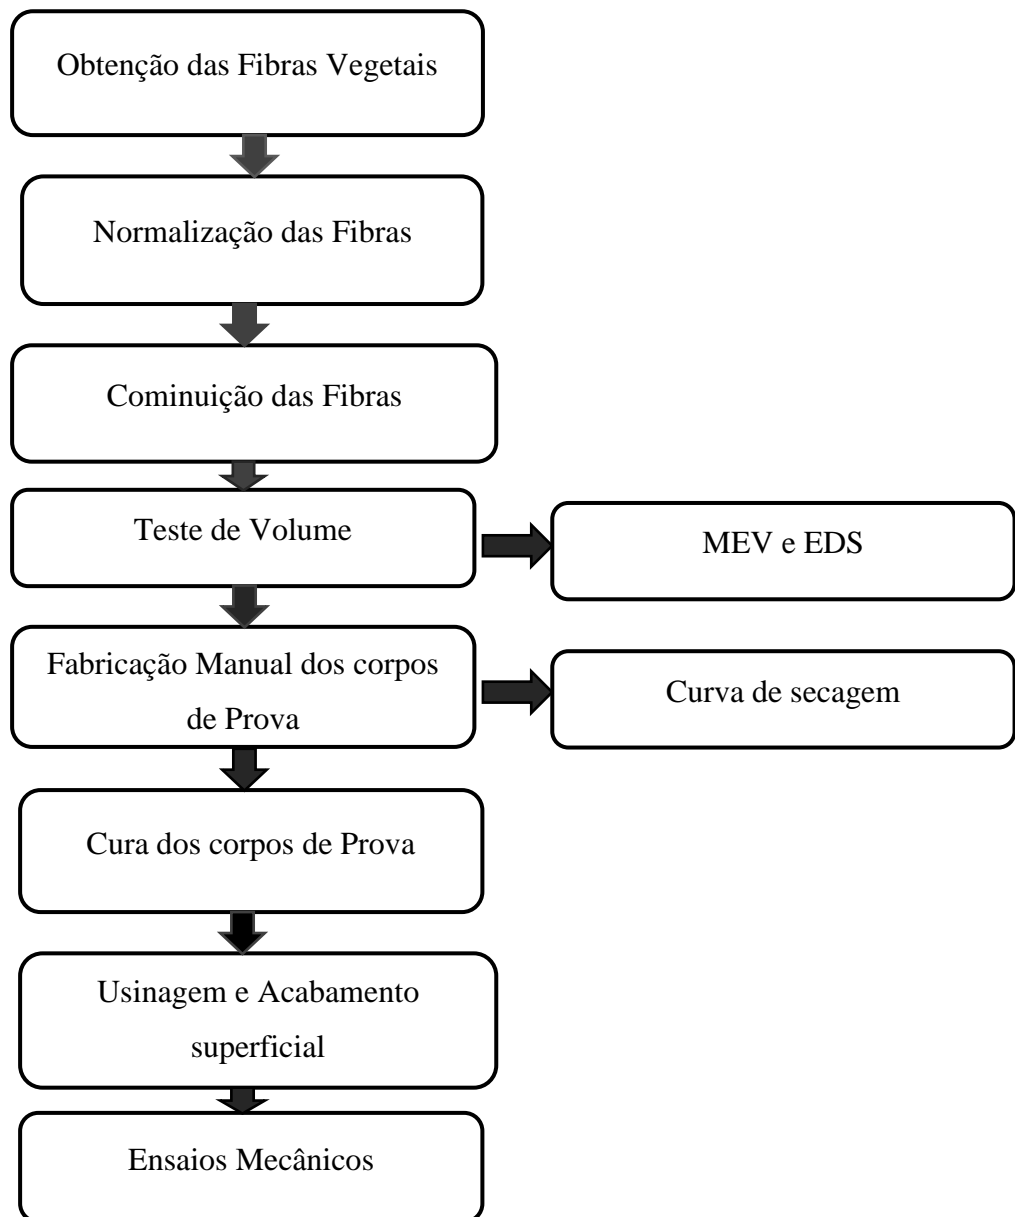 Obtenção das Fibras Vegetais
Normalização das Fibras
Cominuição das Fibras
Teste de Volume
MEV e EDS
Fabricação Manual dos corpos
de Prova
Curva de secagem
Cura dos corpos de Prova
Usinagem e Acabamento
superficial
Ensaios Mecânicos